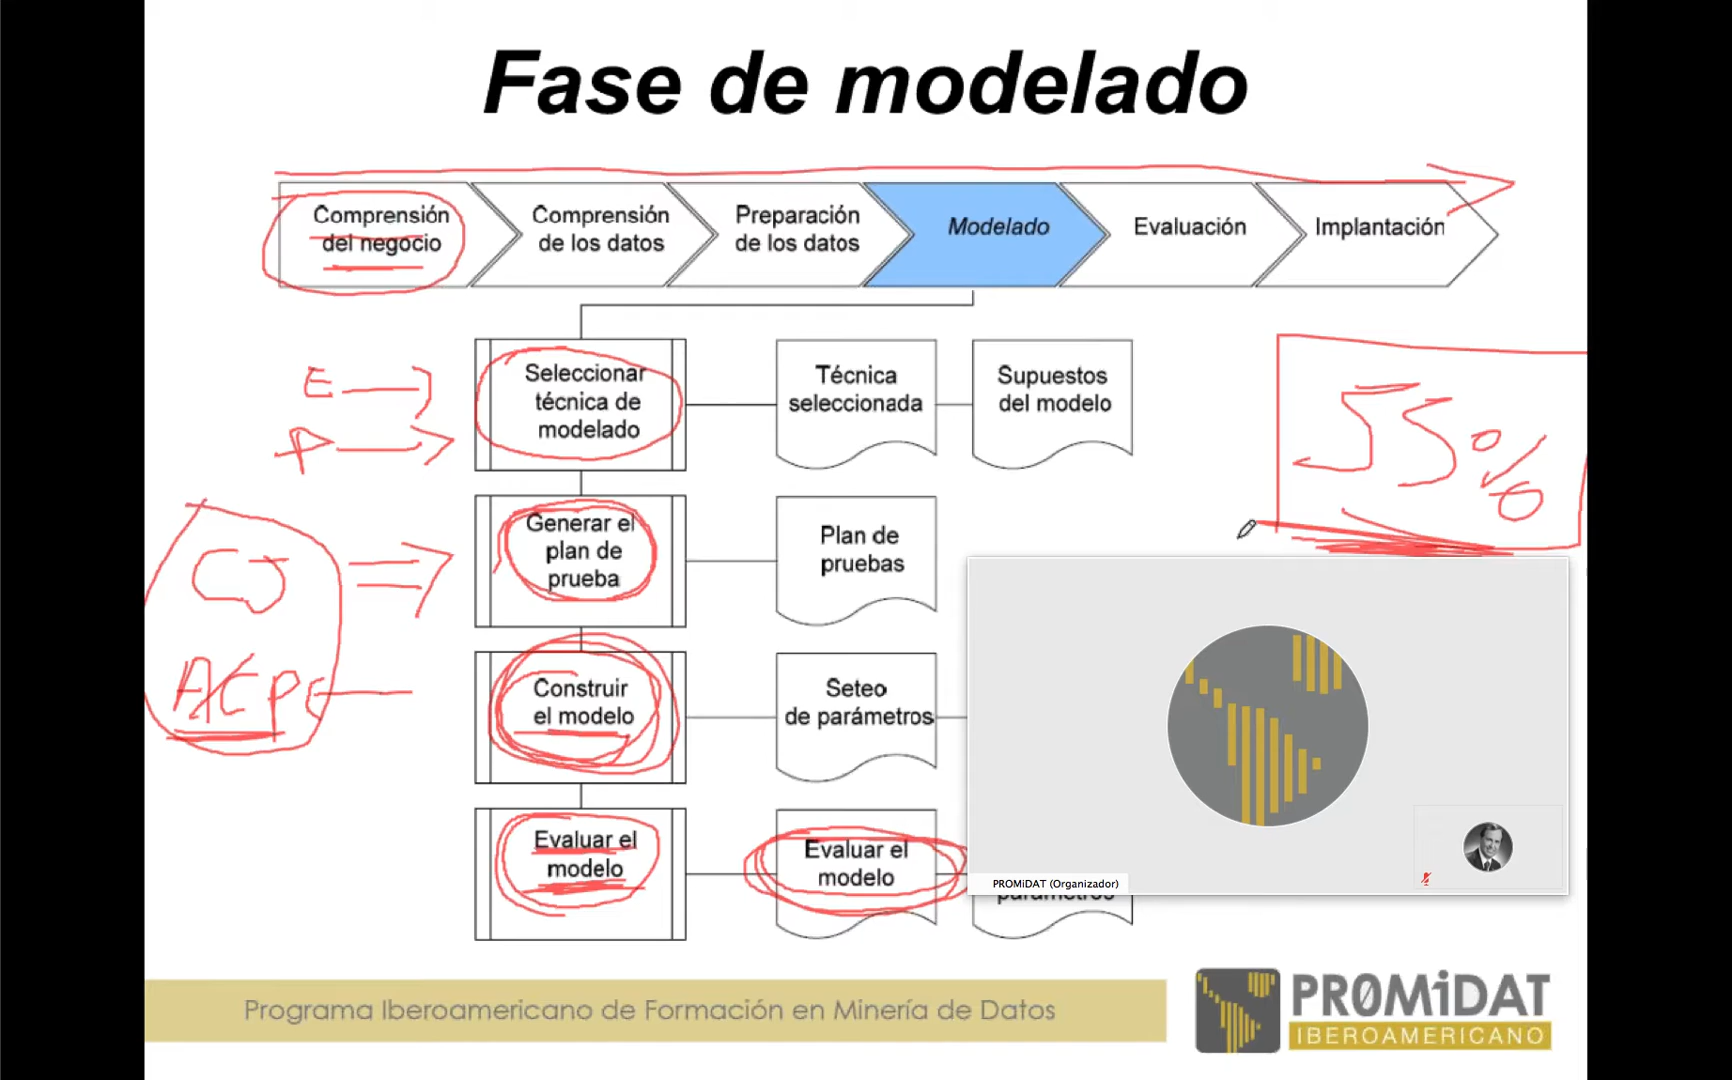 Fase de modelado
Comprensión
del negocio
Comprensión
de los datos
Preparación
de los datos
Modelado
Evaluación
Implantación
E
P
Seleccionar
técnica de
modelado
Técnica
seleccionada
Supuestos
del modelo
55%
Generar el
plan de
prueba
Plan de
pruebas
ACP
Construir
el modelo
Seteo
de parámetros
Evaluar el
modelo
Evaluar el
modelo
parámetros
PROMiDAT (Organizador)
Programa Iberoamericano de Formación en Minería de Datos
PROMiDAT
IBEROAMERICANO